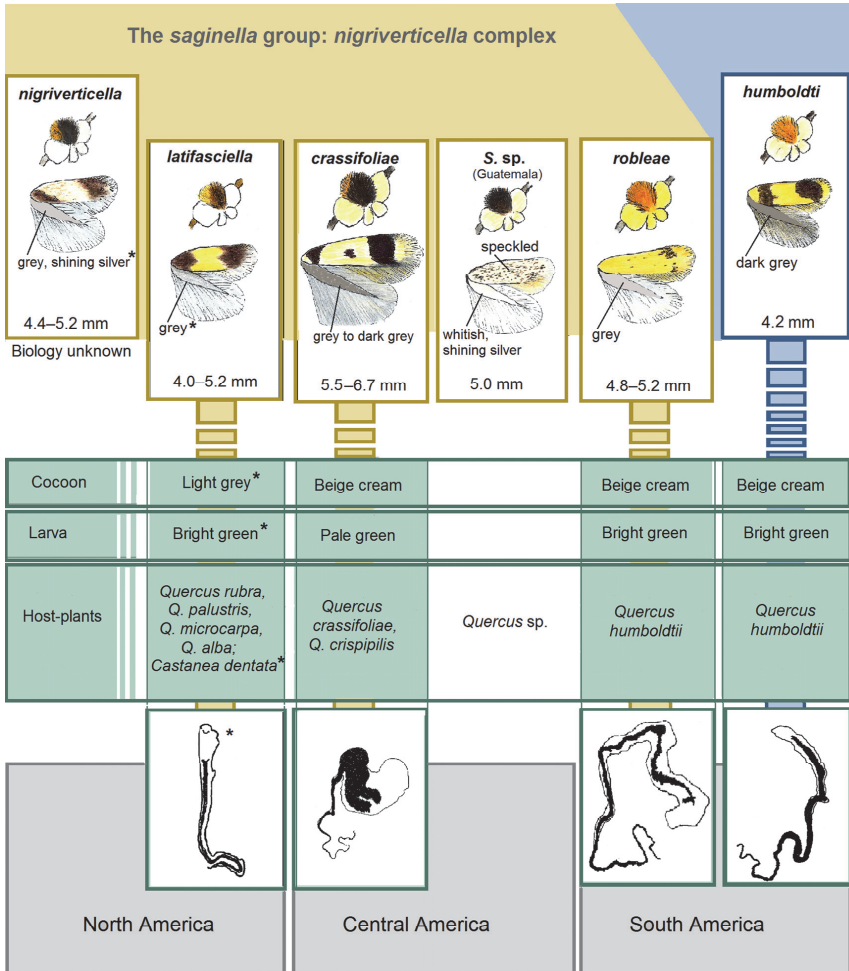 The saginella group: nigriverticella complex
nigriverticella
grey, shining silver*
4.4–5.2 mm
Biology unknown
latifasciella
grey*
4.0–5.2 mm
crassifoliae
grey to dark grey
5.5–6.7 mm
S. sp.
(Guatemala)
speckled
whitish,
shining silver
5.0 mm
robleae
grey
4.8–5.2 mm
humboldti
dark grey
4.2 mm
Cocoon
Light grey*
Beige cream
Beige cream
Beige cream
Larva
Bright green*
Pale green
Bright green
Bright green
Host-plants
Quercus rubra,
Q. palustris,
Q. microcarpa,
Q. alba;
Castanea dentata*
Quercus
crassifoliae,
Q. crispipilis
Quercus sp.
Quercus
humboldtii
Quercus
humboldtii
*
North America
Central America
South America